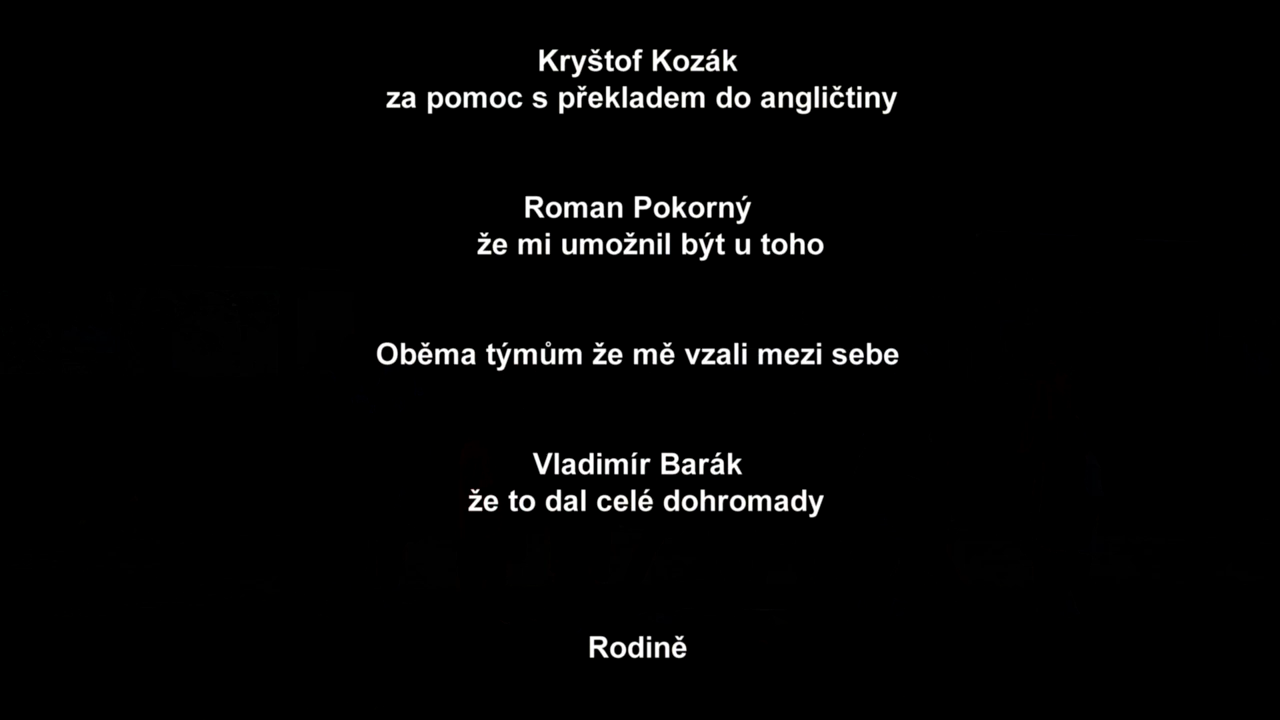 Kryštof Kozák
za pomoc s překladem do angličtiny
Roman Pokorný
že mi umožnil být u toho
Oběma týmům že mě vzali mezi sebe
Vladimír Barák
že to dal celé dohromady
Rodině